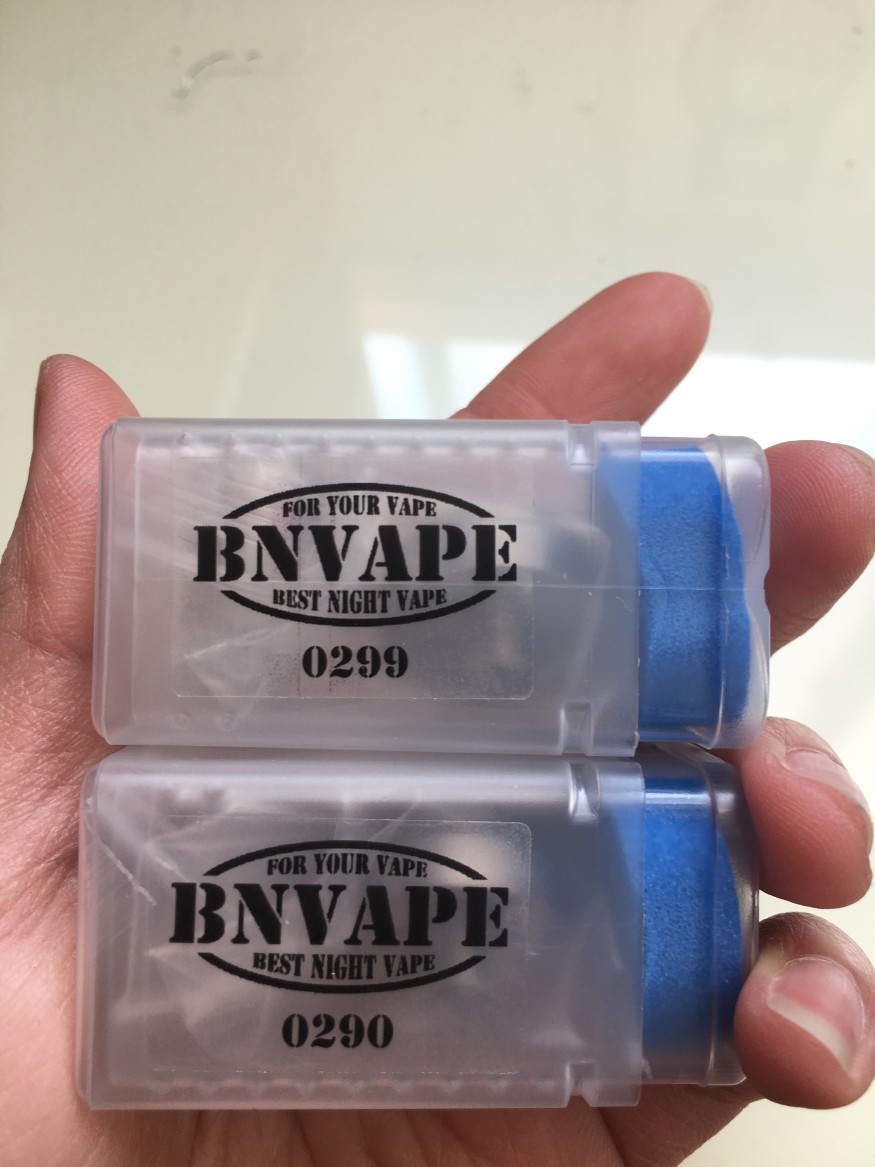 FOR YOUR VAPE
BNVAPE
BEST NIGHT VAPE
0299
FOR YOUR VAPE
BNVAPE
BEST NIGHT VAPE
0290